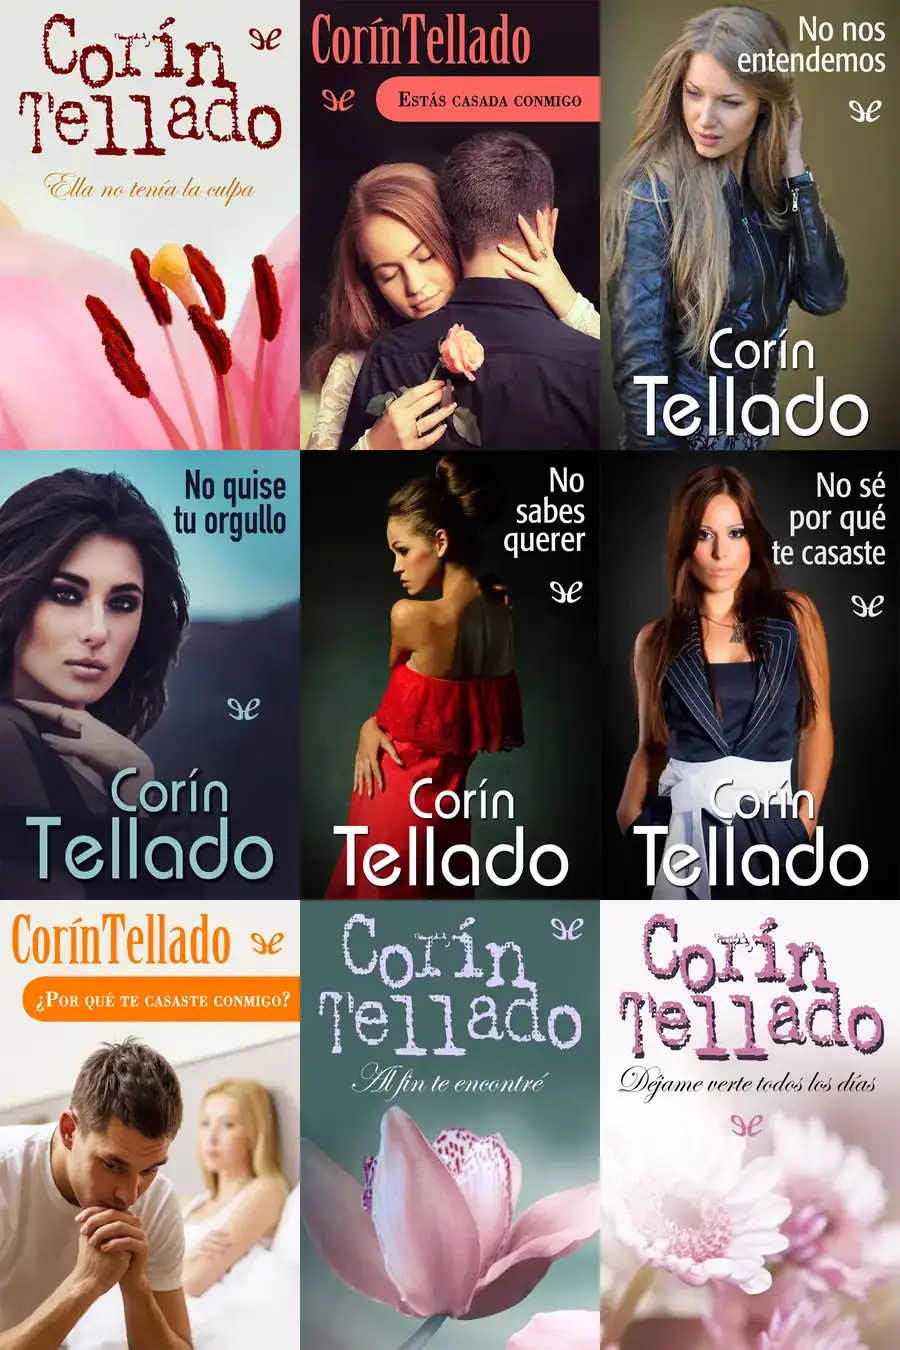 Corín
Tellado
Ella no tenía la culpa
CorínTellado
Estás casada conmigo
No nos
entendemos
Corín
Tellado
No quise
tu orgullo
Corín
Tellado
No
sabes
querer
Corín
Tellado
No sé
por qué
te casaste
Corín
Tellado
CorínTellado
¿Por qué te casaste conmigo?
Corín
Tellado
Al fin te encontré
Corín
Tellado
Déjame verte todos los días